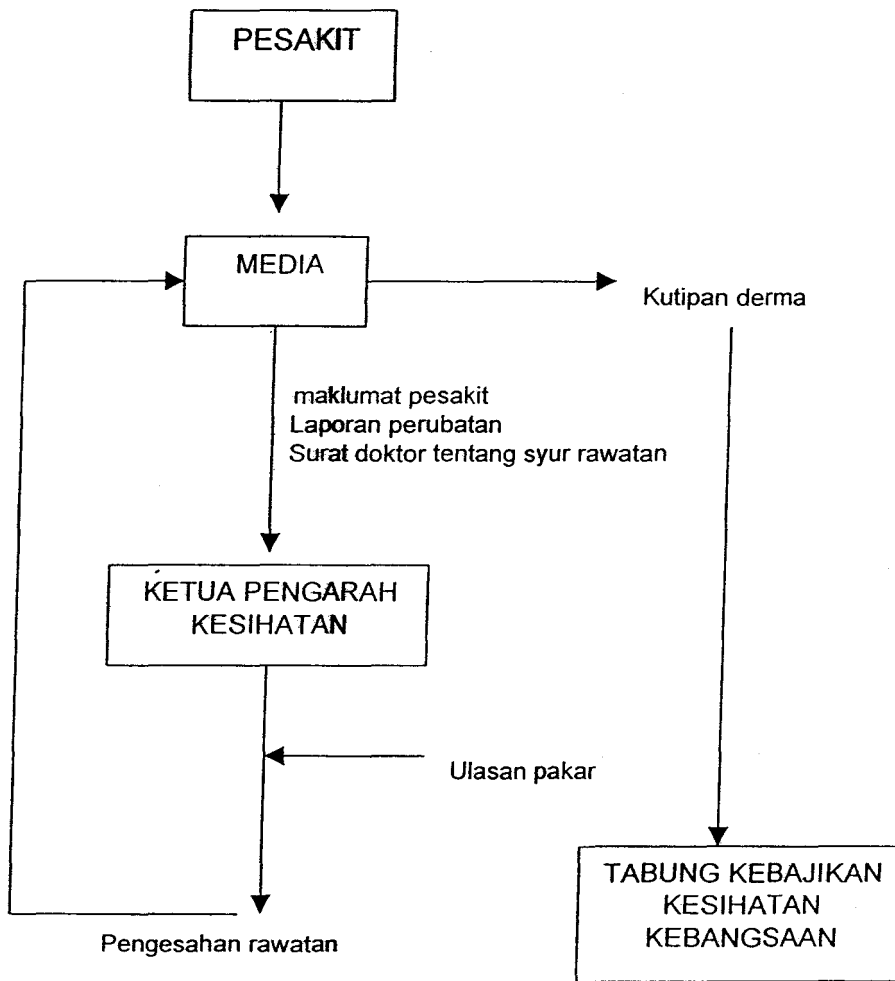 PESAKIT
MEDIA
Kutipan derma
maklumat pesakit
Laporan perubatan
Surat doktor tentang syur rawatan
KETUA PENGARAH
KESIHATAN
Ulasan pakar
Pengesahan rawatan
TABUNG KEBAJIKAN
KESIHATAN
KEBANGSAAN